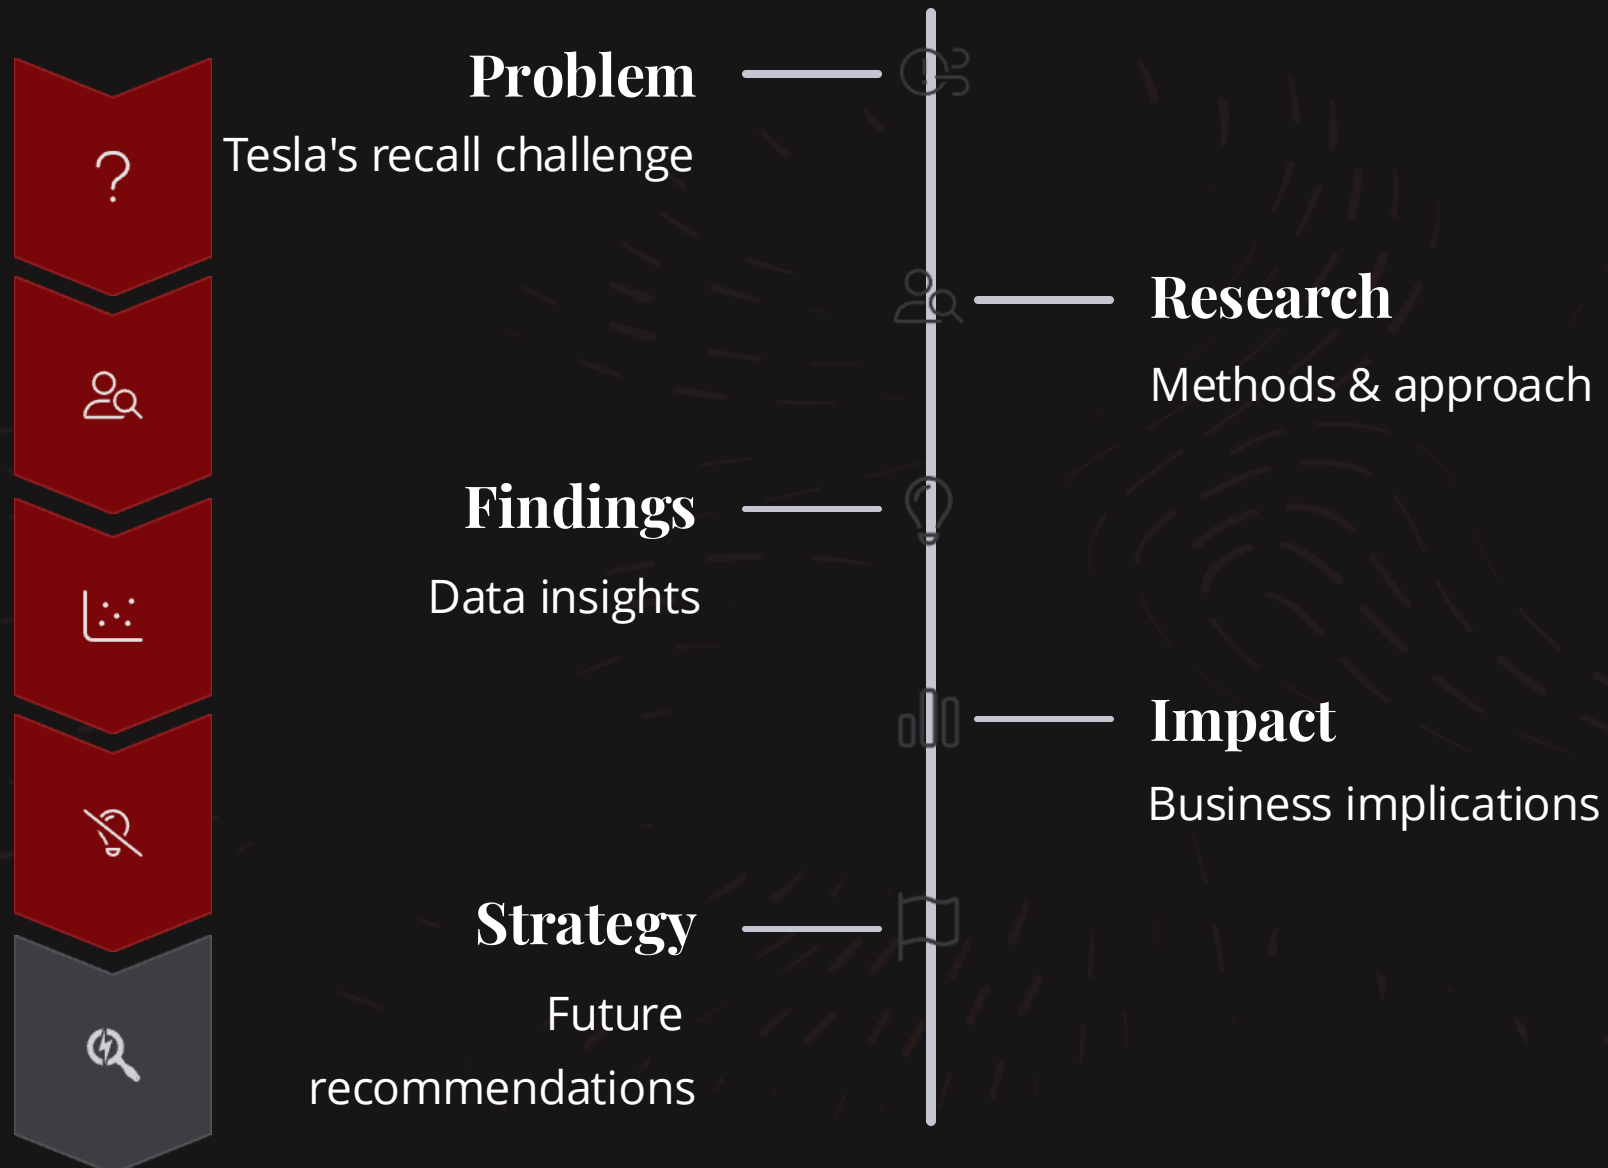 Problem
Tesla's recall challenge
Research
Methods & approach
Findings
Data insights
Impact
Business implications
Strategy
Future
recommendations